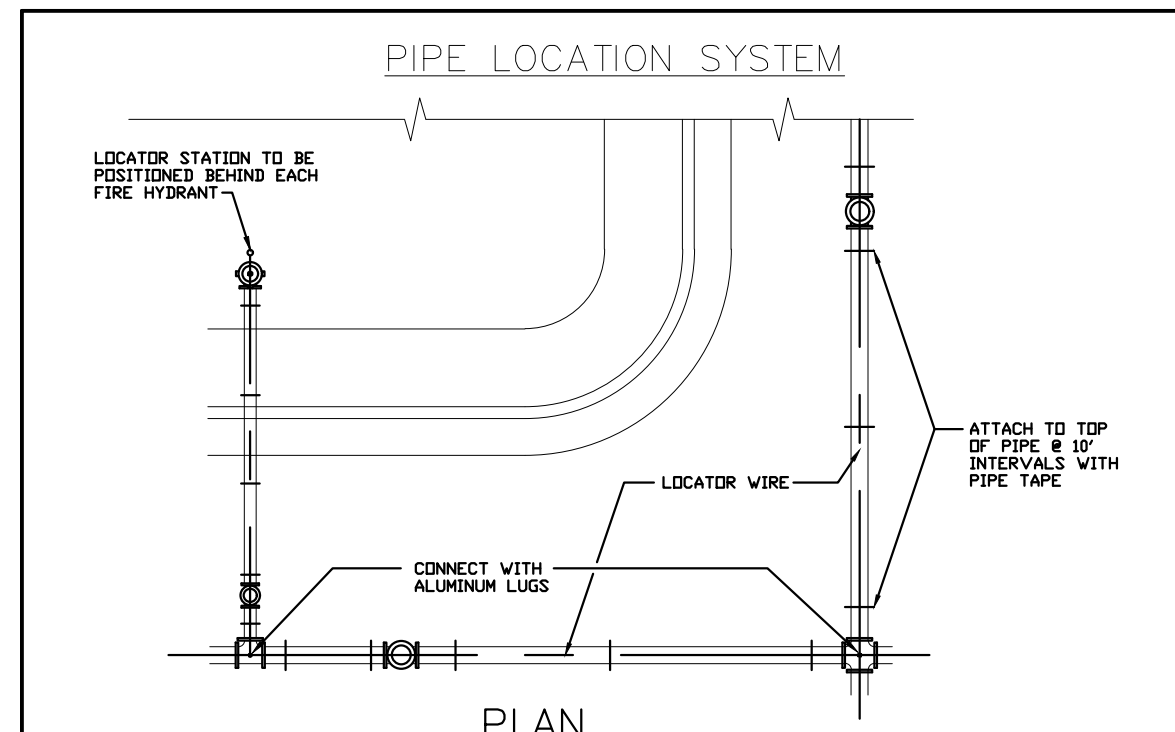 PIPE LOCATION SYSTEM
LOCATOR STATION TO BE
POSITIONED BEHIND EACH
FIRE HYDRANT
ATTACH TO TOP
OF PIPE @ 10'
INTERVALS WITH
PIPE TAPE
LOCATOR WIRE
CONNECT WITH
ALUMINUM LUGS
PLAN